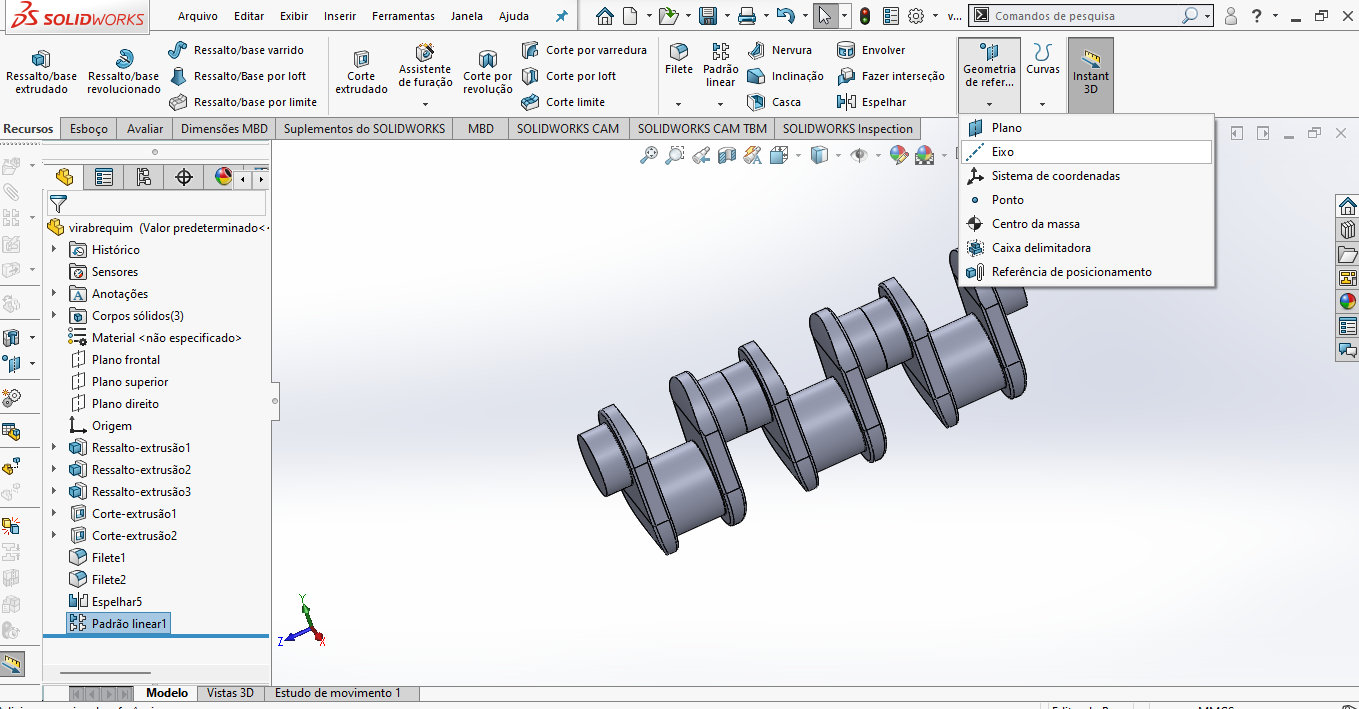 SOLIDWORKS
Arquivo Editar Exibir Inserir Ferramentas Janela Ajuda
v...
Comandos de pesquisa
?
Ressalto/base
extrudado
Ressalto/base
revolucionado
Ressalto/base varrido
Ressalto/Base por loft
Ressalto/base por limite
Corte
extrudado
Assistente
de furação
Corte por
revolução
Corte por varredura
Corte por loft
Corte limite
Filete
Padrão
linear
Nervura
Inclinação
Casca
Envolver
Fazer interseção
Espelhar
Geometria
de refer...
Curvas
Instant
3D
Recursos Esboço Avaliar Dimensões MBD Suplementos do SOLIDWORKS MBD SOLIDWORKS CAM SOLIDWORKS CAM TBM SOLIDWORKS Inspection
Plano
Eixo
Sistema de coordenadas
Ponto
Centro da massa
Caixa delimitadora
Referência de posicionamento
virabrequim (Valor predeterminado<
Histórico
Sensores
Anotações
Corpos sólidos(3)
Material <não especificado>
Plano frontal
Plano superior
Plano direito
Origem
Ressalto-extrusão1
Ressalto-extrusão2
Ressalto-extrusão3
Corte-extrusão1
Corte-extrusão2
Filete1
Filete2
Espelhar5
Padrão linear1
Y
Z
X
Modelo Vistas 3D Estudo de movimento 1